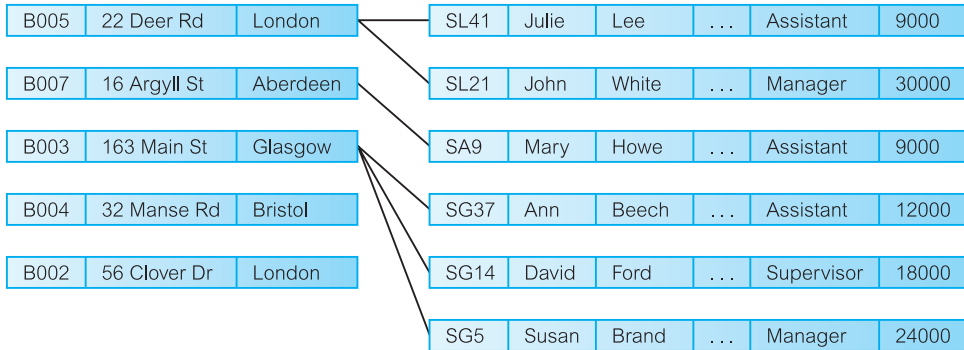 B005 22 Deer Rd London SL41 Julie Lee ... Assistant 9000
B007 16 Argyll St Aberdeen SL21 John White ... Manager 30000
B003 163 Main St Glasgow SA9 Mary Howe ... Assistant 9000
B004 32 Manse Rd Bristol SG37 Ann Beech ... Assistant 12000
B002 56 Clover Dr London SG14 David Ford ... Supervisor 18000
SG5 Susan Brand ... Manager 24000